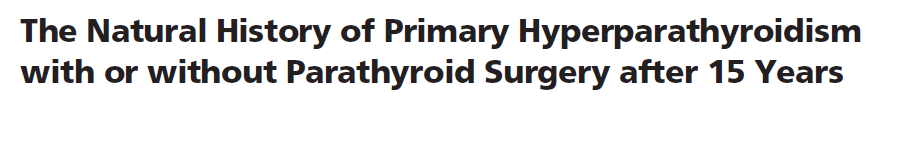 The Natural History of Primary Hyperparathyroidism
with or without Parathyroid Surgery after 15 Years